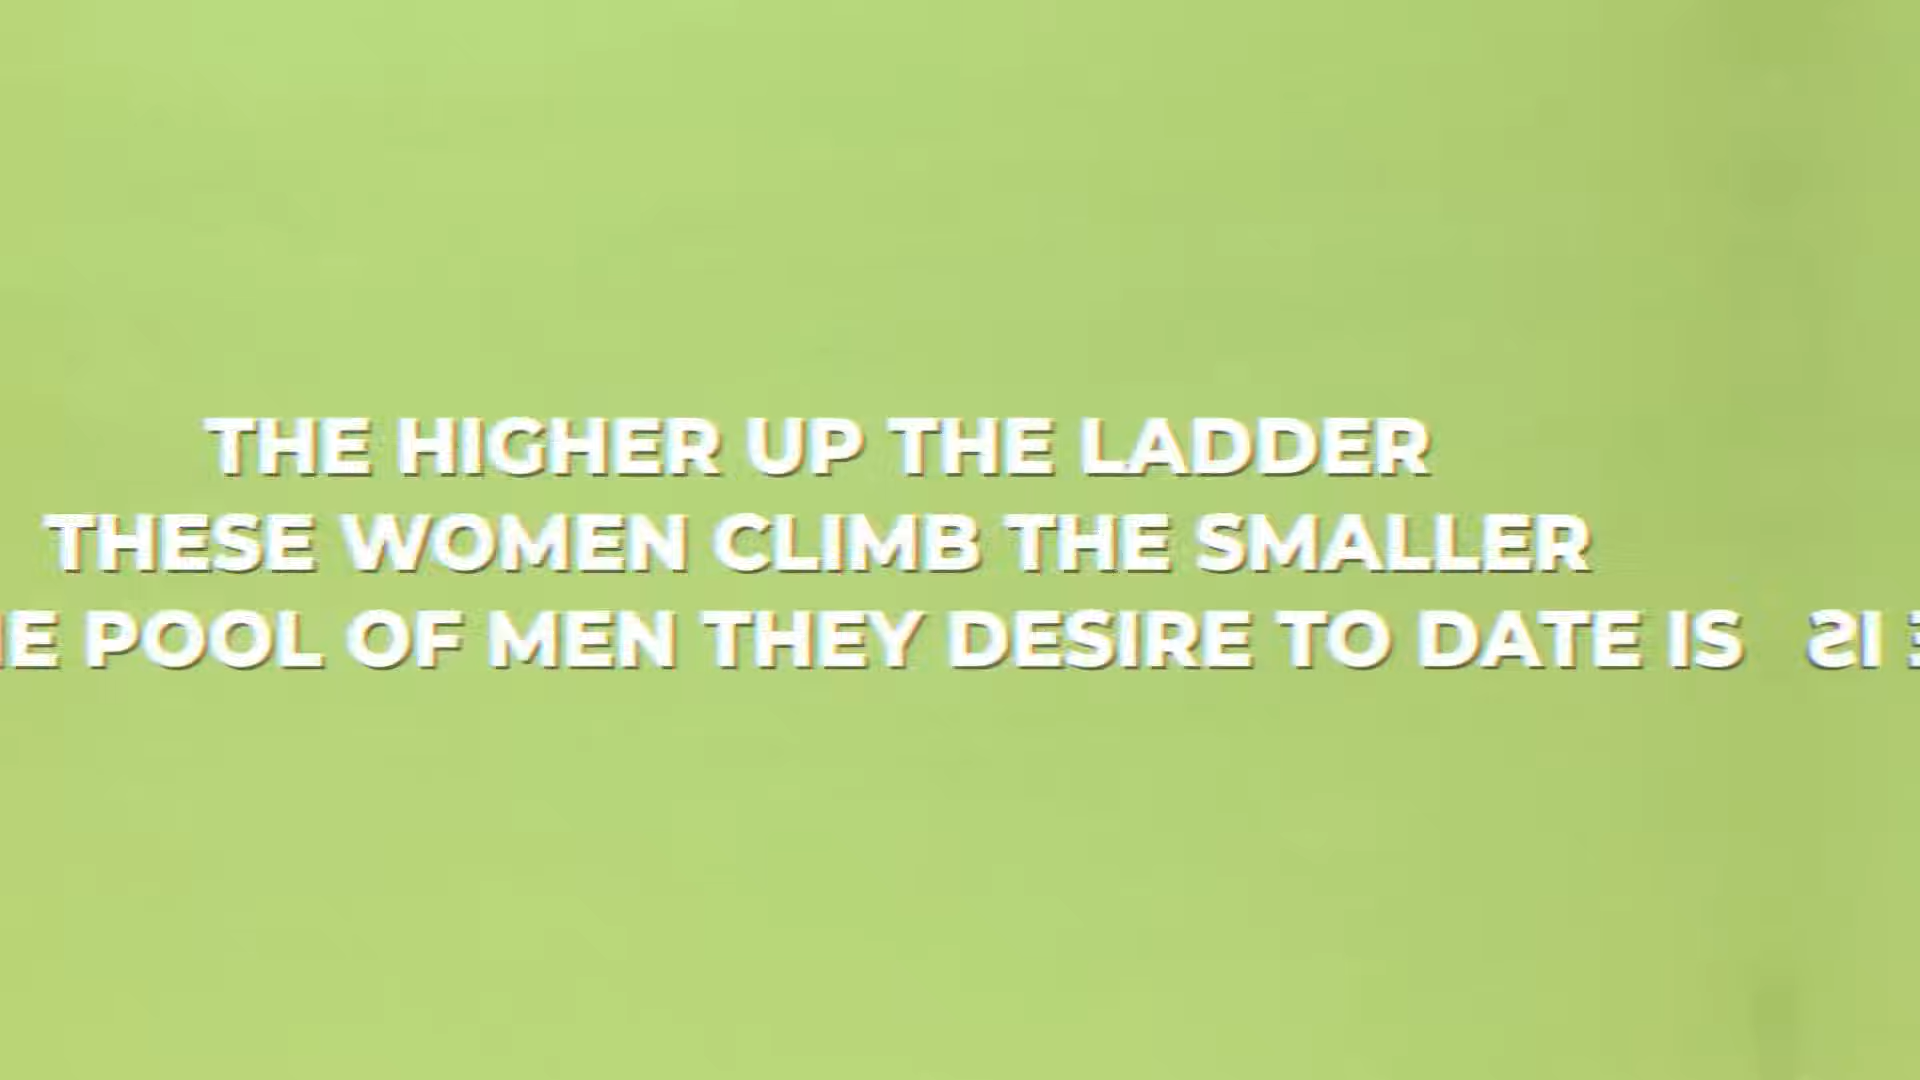 THE HIGHER UP THE LADDER
THESE WOMEN CLIMB THE SMALLER
POOL OF MEN THEY DESIRE TO DATE IS